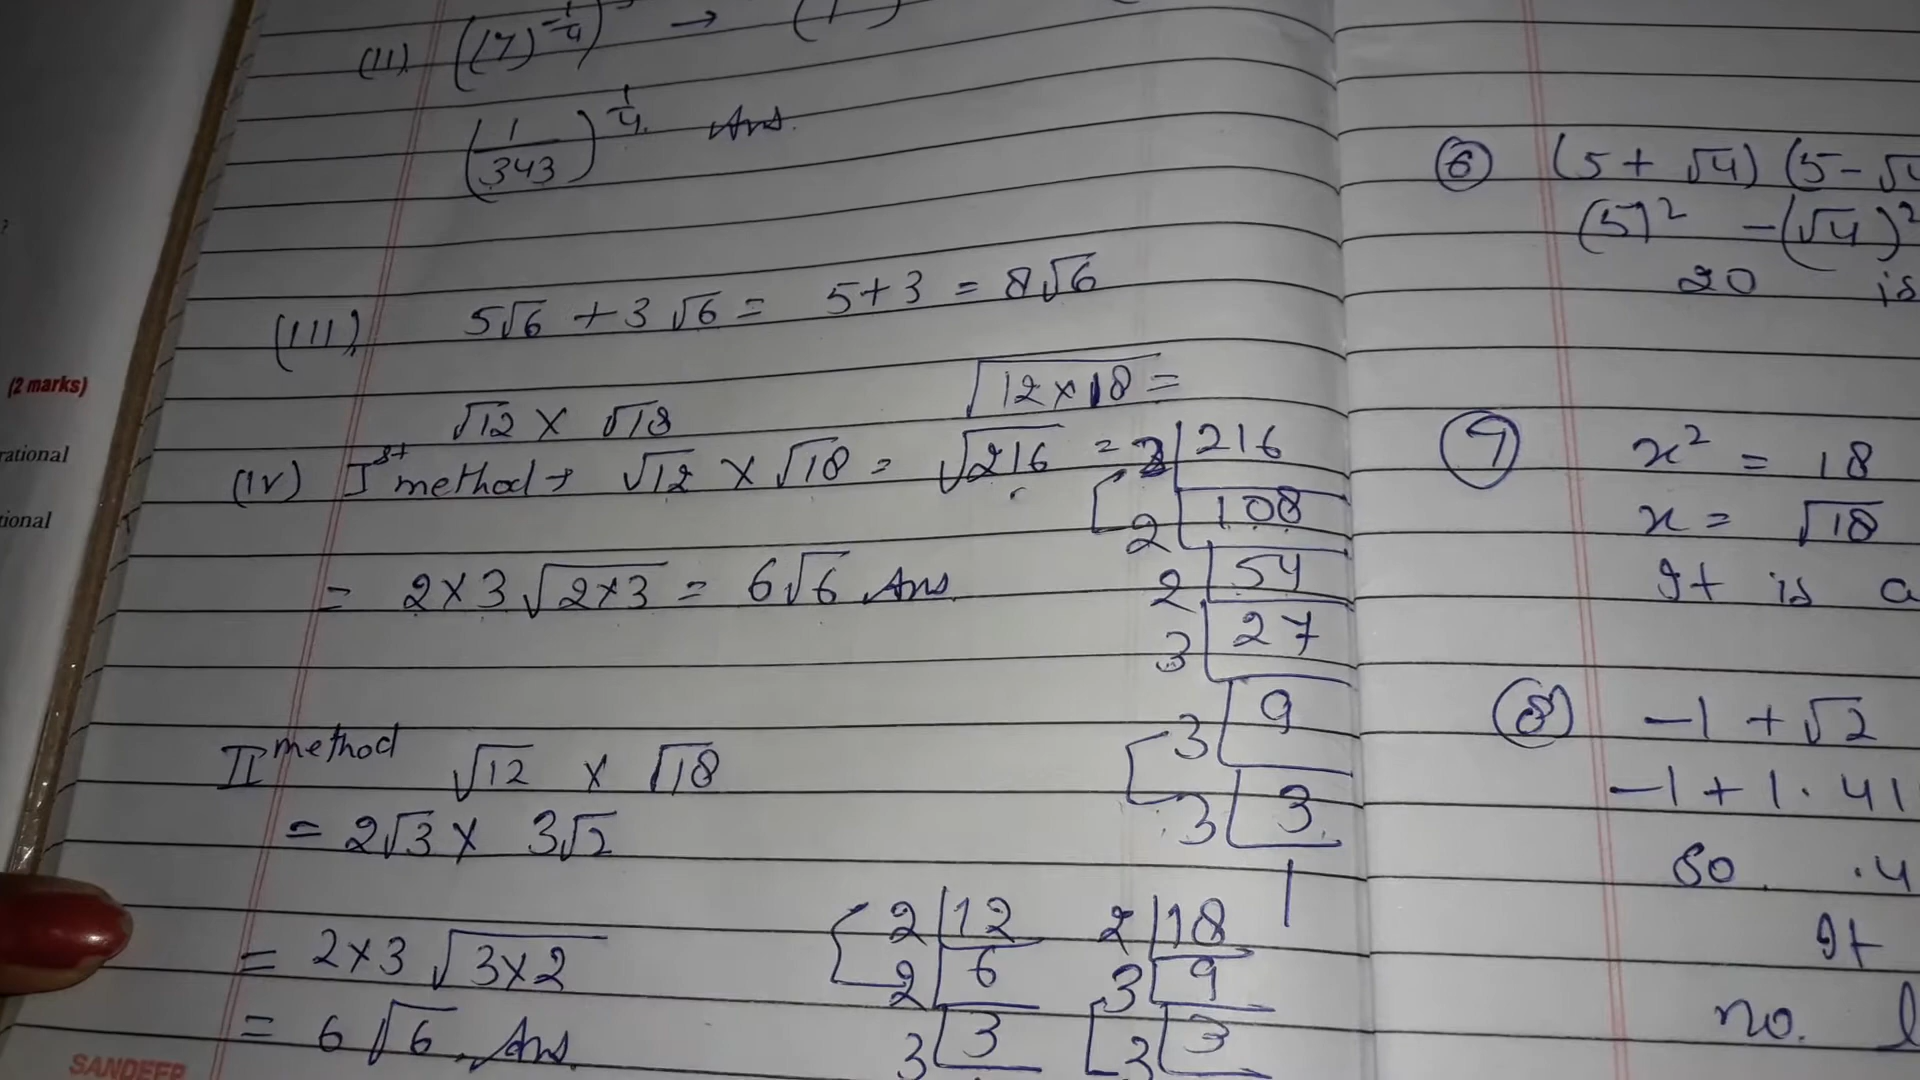 (II) ((7)^-1/4) →
(1/343)^1/4. Ans.
(III) 5√6 + 3√6 = 5+3 = 8√6
√12 × √18 √12×18 =
(IV) Ist method → √12 × √18 = √216 = 2|216
2|108
= 2×3√2×3 = 6√6 Ans 2|54
3|27
3|9
3|3
1
II method √12 × √18
= 2√3 × 3√2
= 2×3√3×2
= 6√6. Ans
2|12 2|18
2|6 3|9
3|3 3|3
⑥ (5+√4) (5-√4
(5)² -(√4)²
20 is
⑦ x² = 18
x = √18
It is a
⑧ -1+√2
-1+1.41
So .4
It
no.
(2 marks)
rational
ional
SANDEEP